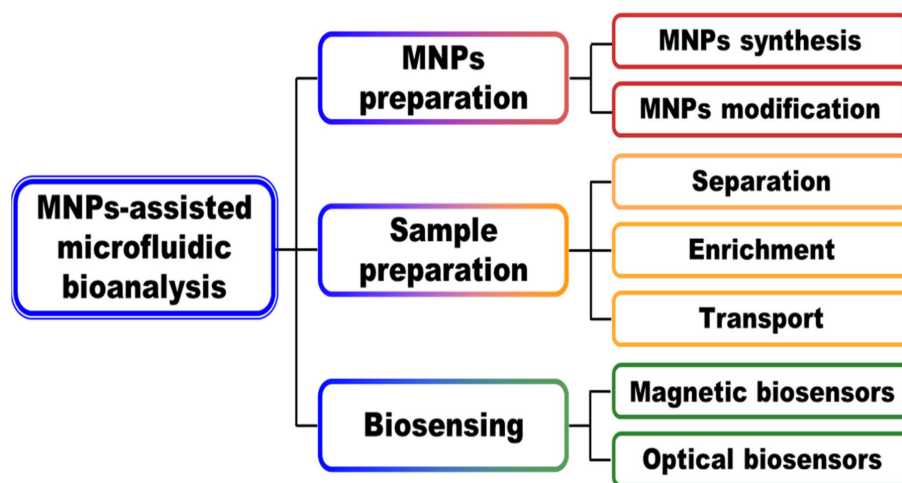 MNPs-assisted
microfluidic
bioanalysis
MNPs
preparation
MNPs synthesis
MNPs modification
Sample
preparation
Separation
Enrichment
Transport
Biosensing
Magnetic biosensors
Optical biosensors